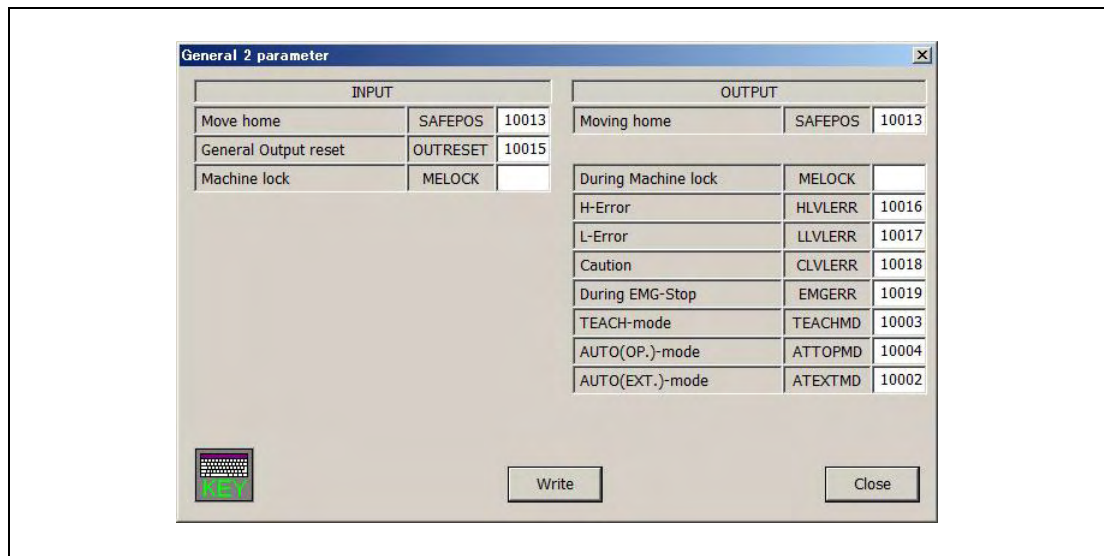 General 2 parameter
INPUT
Move home SAFEPOS 10013
General Output reset OUTRESET 10015
Machine lock MELOCK
OUTPUT
Moving home SAFEPOS 10013
During Machine lock MELOCK
H-Error HLVLERR 10016
L-Error LLVLERR 10017
Caution CLVLERR 10018
During EMG-Stop EMGERR 10019
TEACH-mode TEACHMD 10003
AUTO(OP.)-mode ATTOPMD 10004
AUTO(EXT.)-mode ATEXTMD 10002
KEY
Write
Close